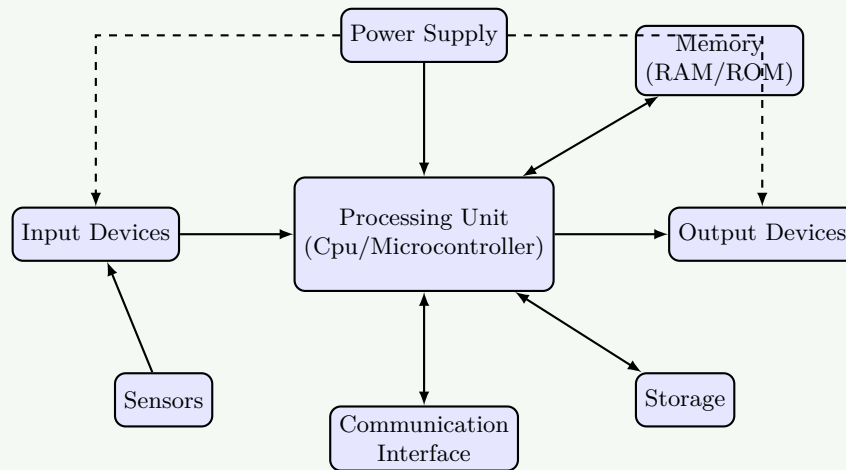 Power Supply
Memory
(RAM/ROM)
Processing Unit
(Cpu/Microcontroller)
Input Devices
Output Devices
Sensors
Communication
Interface
Storage